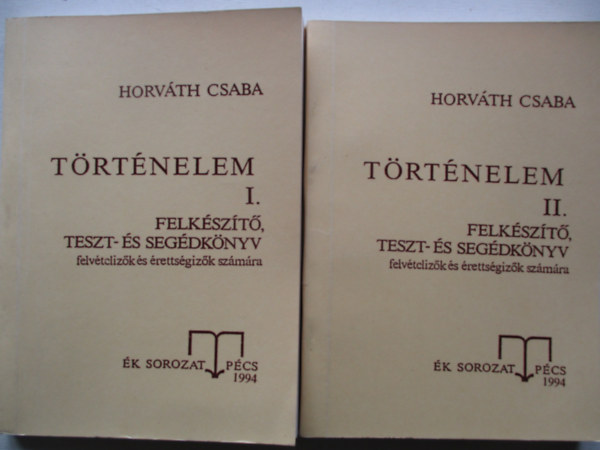 HORVÁTH CSABA
TÖRTÉNELEM
I.
FELKÉSZÍTŐ,
TESZT- ÉS SEGÉDKÖNYV
felvételizők és érettségizők számára
ÉK SOROZAT PÉCS
1994
HORVÁTH CSABA
TÖRTÉNELEM
II.
FELKÉSZÍTŐ,
TESZT- ÉS SEGÉDKÖNYV
felvételizők és érettségizők számára
ÉK SOROZAT PÉCS
1994